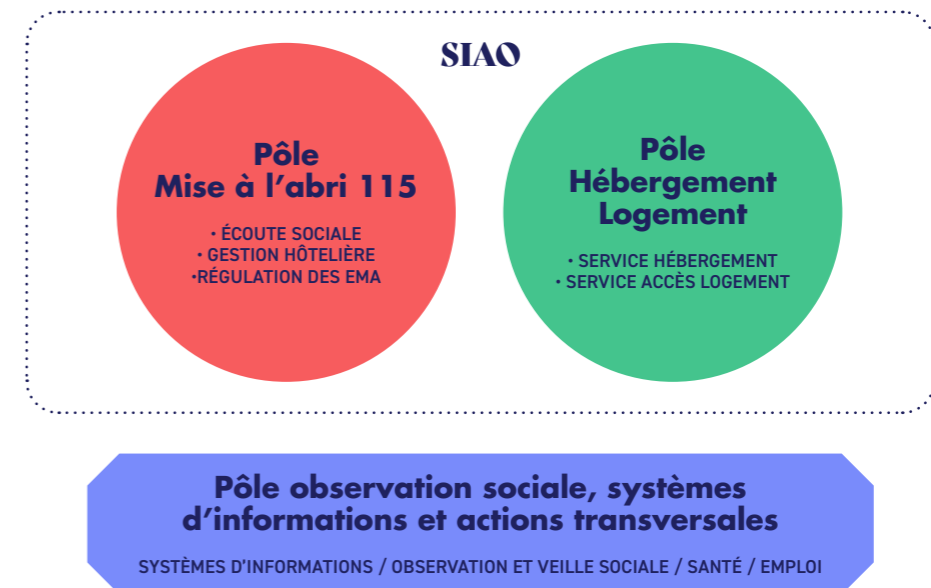 SIAO
Pôle
Mise à l’abri 115
• ÉCOUTE SOCIALE
• GESTION HÔTELIÈRE
•RÉGULATION DES EMA
Pôle
Hébergement
Logement
• SERVICE HÉBERGEMENT
• SERVICE ACCÈS LOGEMENT
Pôle observation sociale, systèmes
d’informations et actions transversales
SYSTÈMES D’INFORMATIONS / OBSERVATION ET VEILLE SOCIALE / SANTÉ / EMPLOI